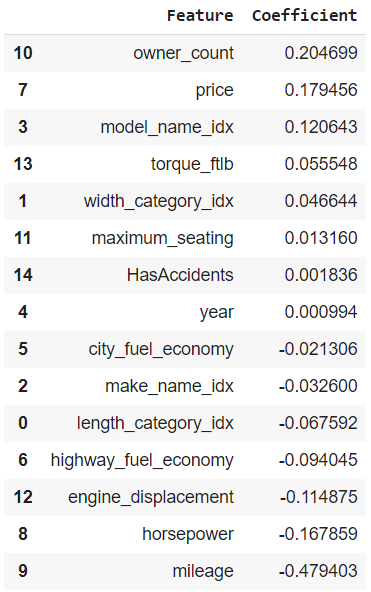 Feature Coefficient
10 owner_count 0.204699
7 price 0.179456
3 model_name_idx 0.120643
13 torque_ftlb 0.055548
1 width_category_idx 0.046644
11 maximum_seating 0.013160
14 HasAccidents 0.001836
4 year 0.000994
5 city_fuel_economy -0.021306
2 make_name_idx -0.032600
0 length_category_idx -0.067592
6 highway_fuel_economy -0.094045
12 engine_displacement -0.114875
8 horsepower -0.167859
9 mileage -0.479403